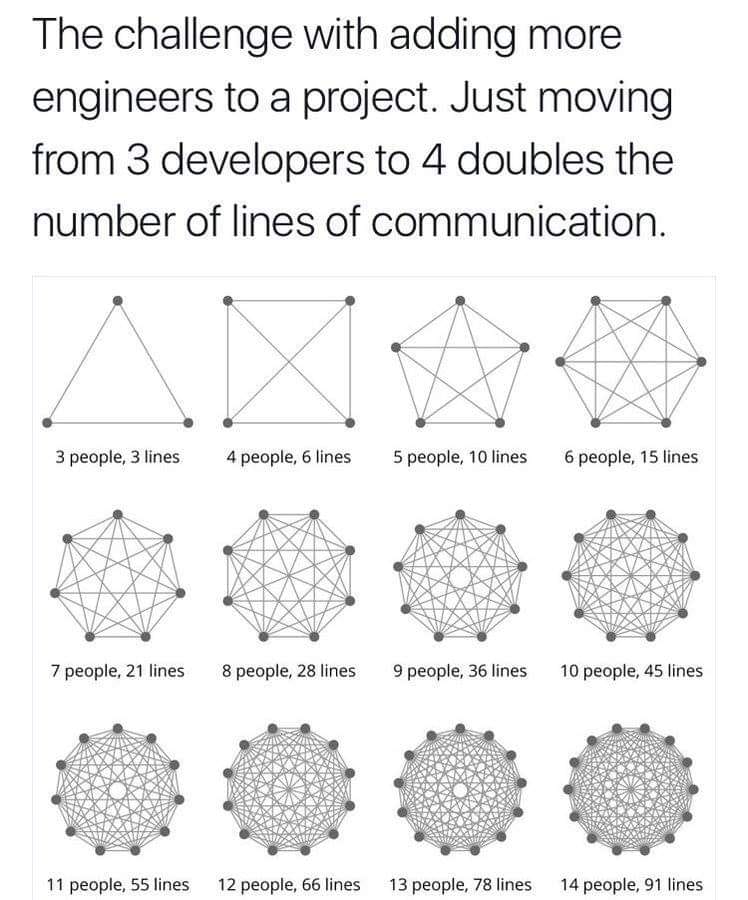 The challenge with adding more
engineers to a project. Just moving
from 3 developers to 4 doubles the
number of lines of communication.
3 people, 3 lines
4 people, 6 lines
5 people, 10 lines
6 people, 15 lines
7 people, 21 lines
8 people, 28 lines
9 people, 36 lines
10 people, 45 lines
11 people, 55 lines
12 people, 66 lines
13 people, 78 lines
14 people, 91 lines